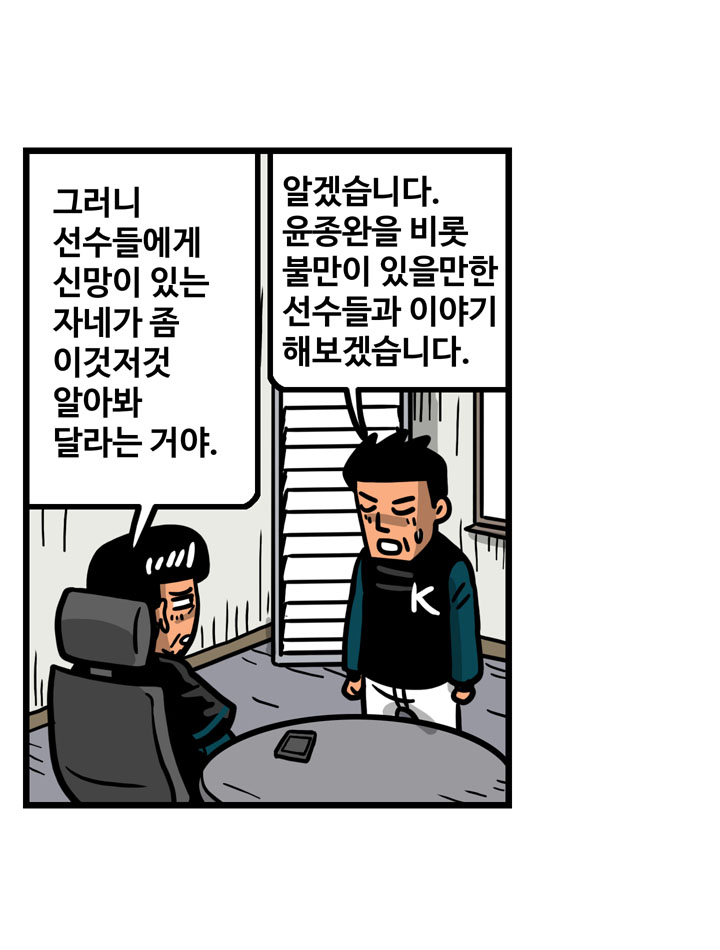 그러니
선수들에게
신망이 있는
자네가 좀
이것저것
알아봐
달라는 거야.
알겠습니다.
윤종완을 비롯
불만이 있을만한
선수들과 이야기
해보겠습니다.
K